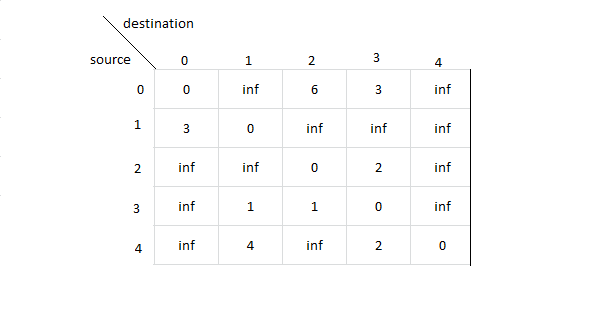 destination
source 0 1 2 3 4
0 0 inf 6 3 inf
1 3 0 inf inf inf
2 inf inf 0 2 inf
3 inf 1 1 0 inf
4 inf 4 inf 2 0